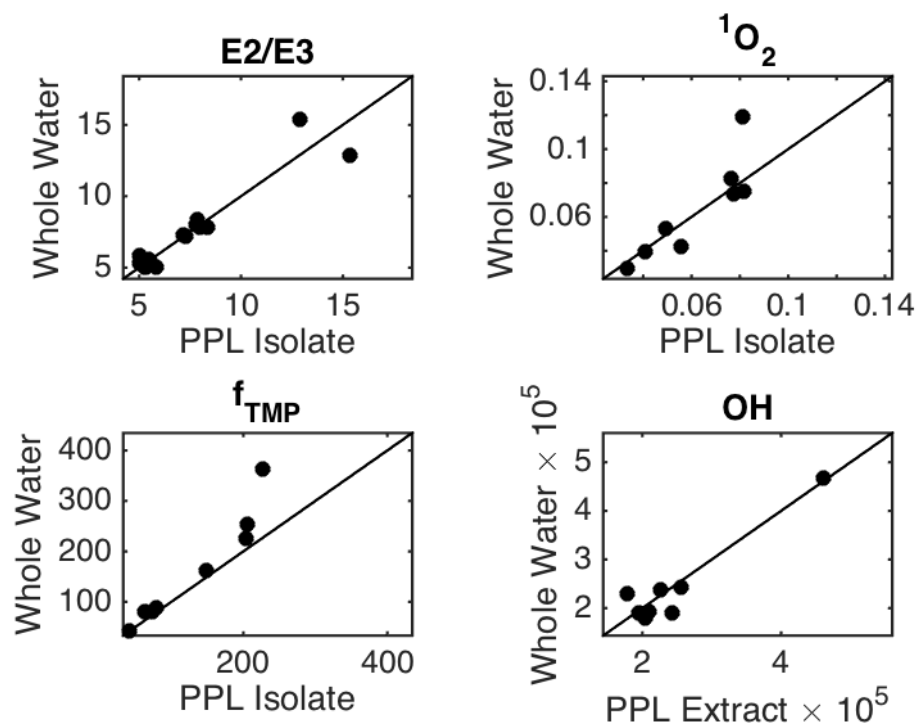 E2/E3
Whole Water
15
10
5
5 10 15
PPL Isolate
¹O₂
Whole Water
0.14
0.1
0.06
0.06 0.1 0.14
PPL Isolate
f_TMP
Whole Water
400
300
200
100
200 400
PPL Isolate
OH
Whole Water × 10⁵
5
4
3
2
2 4
PPL Extract × 10⁵